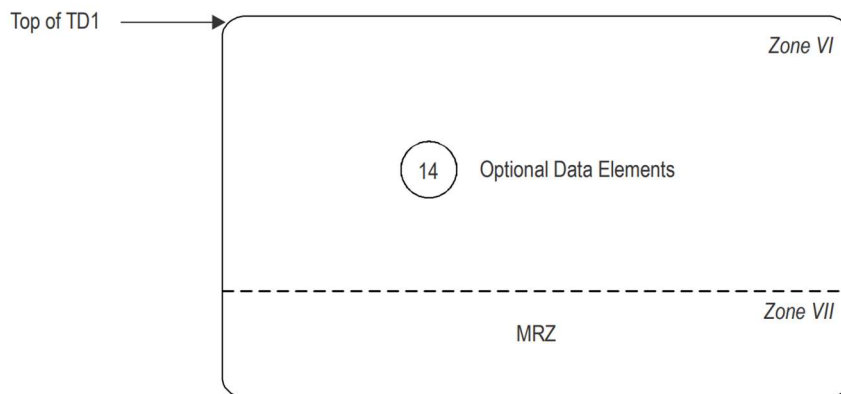 Top of TD1
Zone VI
14 Optional Data Elements
Zone VII
MRZ